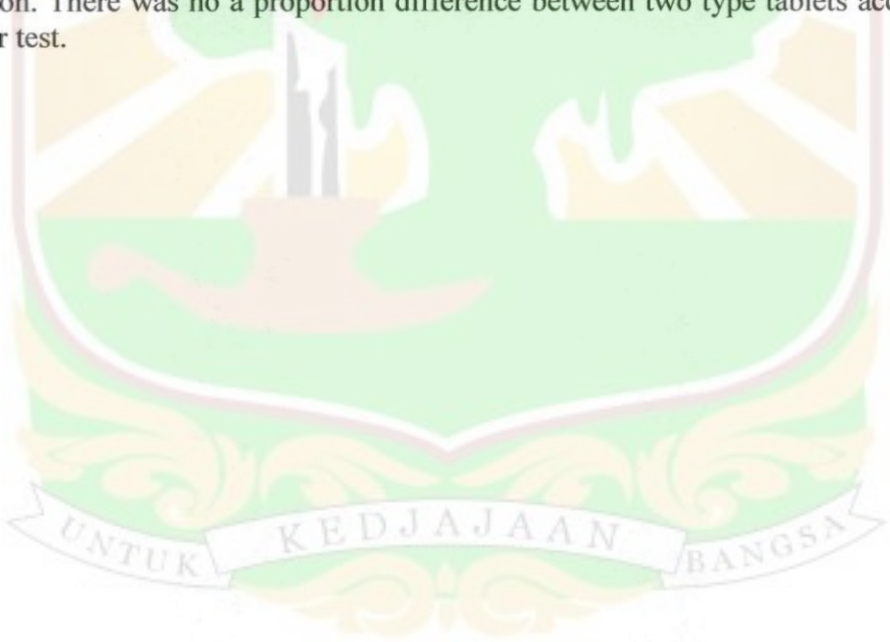 on. There was no a proportion difference between two type tablets
r test.
UNTUK KEDJAJAAN BANGSA